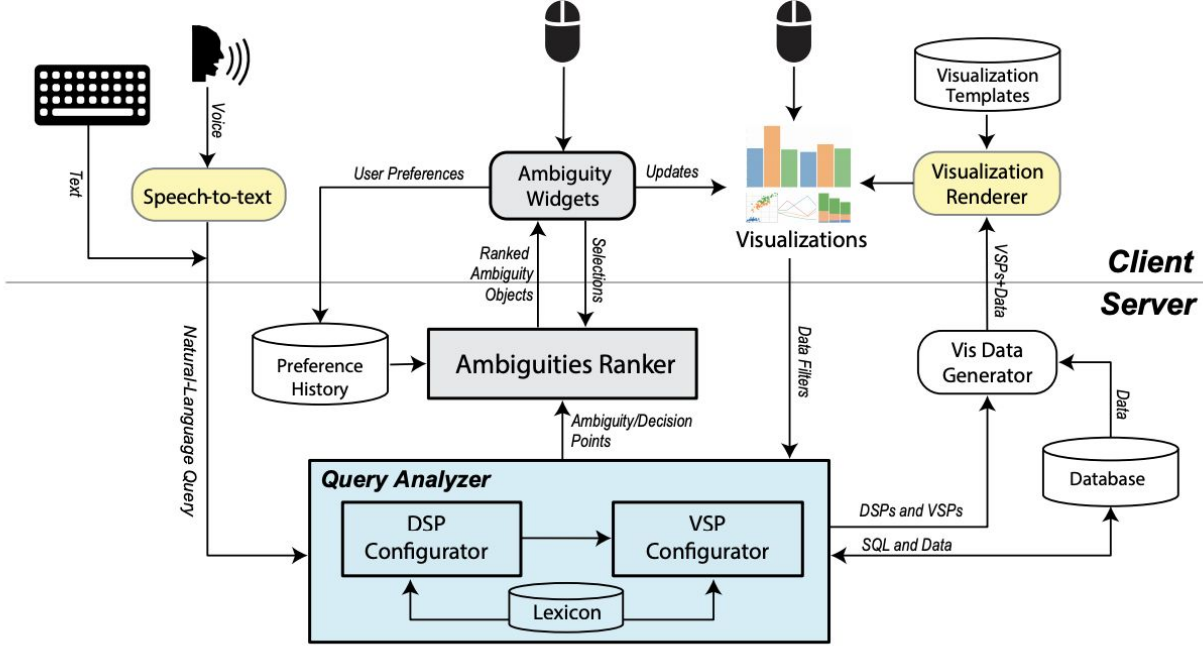 Visualization
Templates
Voice
Text
Speech-to-text
User Preferences
Ambiguity
Widgets
Updates
Visualizations
Visualization
Renderer
Ranked
Ambiguity
Objects
Selections
VSPs+Data
Client
Server
Natural-Language Query
Preference
History
Ambiguities Ranker
Data Filters
Vis Data
Generator
Data
Ambiguity/Decision
Points
Database
Query Analyzer
DSP
Configurator
VSP
Configurator
Lexicon
DSPs and VSPs
SQL and Data